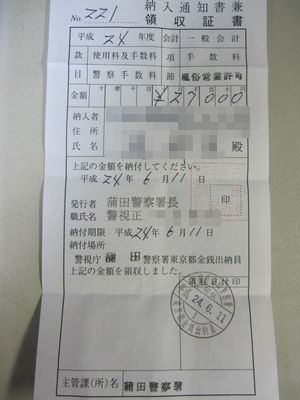 納入通知書兼
No. 221 領収証書
平成 24 年度 会計 一般会計
款 使用料及手数料 項 手数料
目 警察手数料 節 風俗営業許可
金額 ¥27000
納入者
住所
氏名 殿
上記の金額を納付してください。
平成 24 年 6 月 11 日
印
発行者 蒲田警察署長
職氏名 警視正
納付期限 平成 24 年 6 月 11 日
納付場所
警視庁 蒲田 警察署東京都金銭出納員
上記の金額を領収しました。
領収日付印
24. 6. 11
主管課(所)名 蒲田警察署